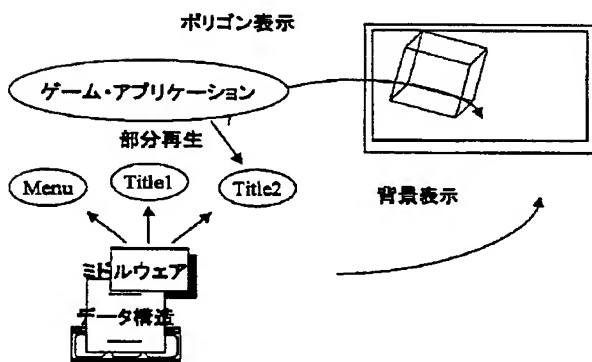 ポリゴン表示
ゲーム・アプリケーション
部分再生
Menu
Title1
Title2
背景表示
ミドルウェア
データ構造